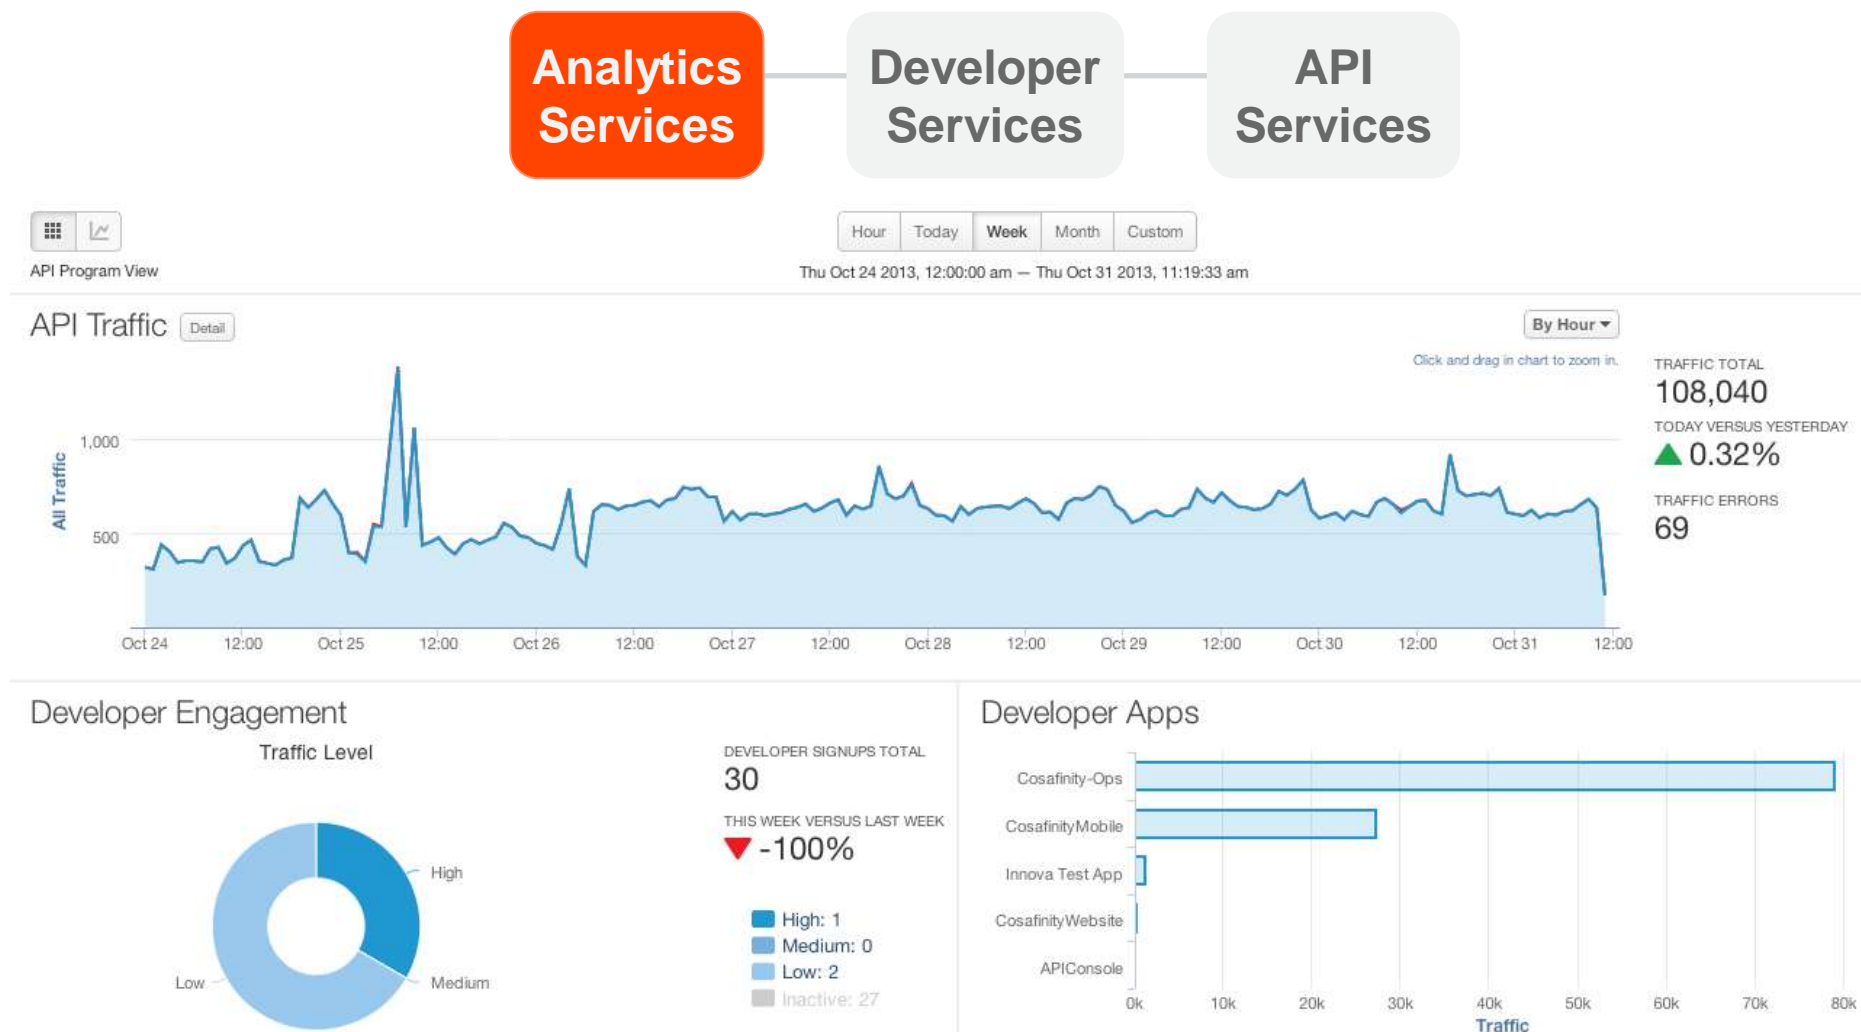 Analytics
Services
Developer
Services
API
Services
Hour Today Week Month Custom
API Program View
Thu Oct 24 2013, 12:00:00 am — Thu Oct 31 2013, 11:19:33 am
API Traffic Detail
By Hour
Click and drag in chart to zoom in.
TRAFFIC TOTAL
108,040
TODAY VERSUS YESTERDAY
0.32%
TRAFFIC ERRORS
69
All Traffic
1,000
500
Oct 24 12:00 Oct 25 12:00 Oct 26 12:00 Oct 27 12:00 Oct 28 12:00 Oct 29 12:00 Oct 30 12:00 Oct 31 12:00
Developer Engagement
Traffic Level
High
Medium
Low
DEVELOPER SIGNUPS TOTAL
30
THIS WEEK VERSUS LAST WEEK
-100%
High: 1
Medium: 0
Low: 2
Inactive: 27
Developer Apps
Cosafinity-Ops
CosafinityMobile
Innova Test App
CosafinityWebsite
APIConsole
0k 10k 20k 30k 40k 50k 60k 70k 80k
Traffic